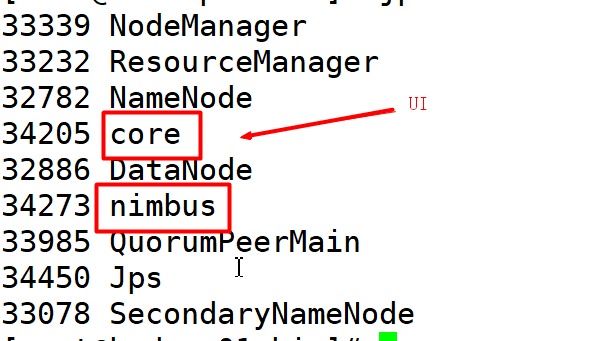 33339 NodeManager
33232 ResourceManager
32782 NameNode
34205 core
UI
32886 DataNode
34273 nimbus
33985 QuorumPeerMain
34450 Jps
33078 SecondaryNameNode